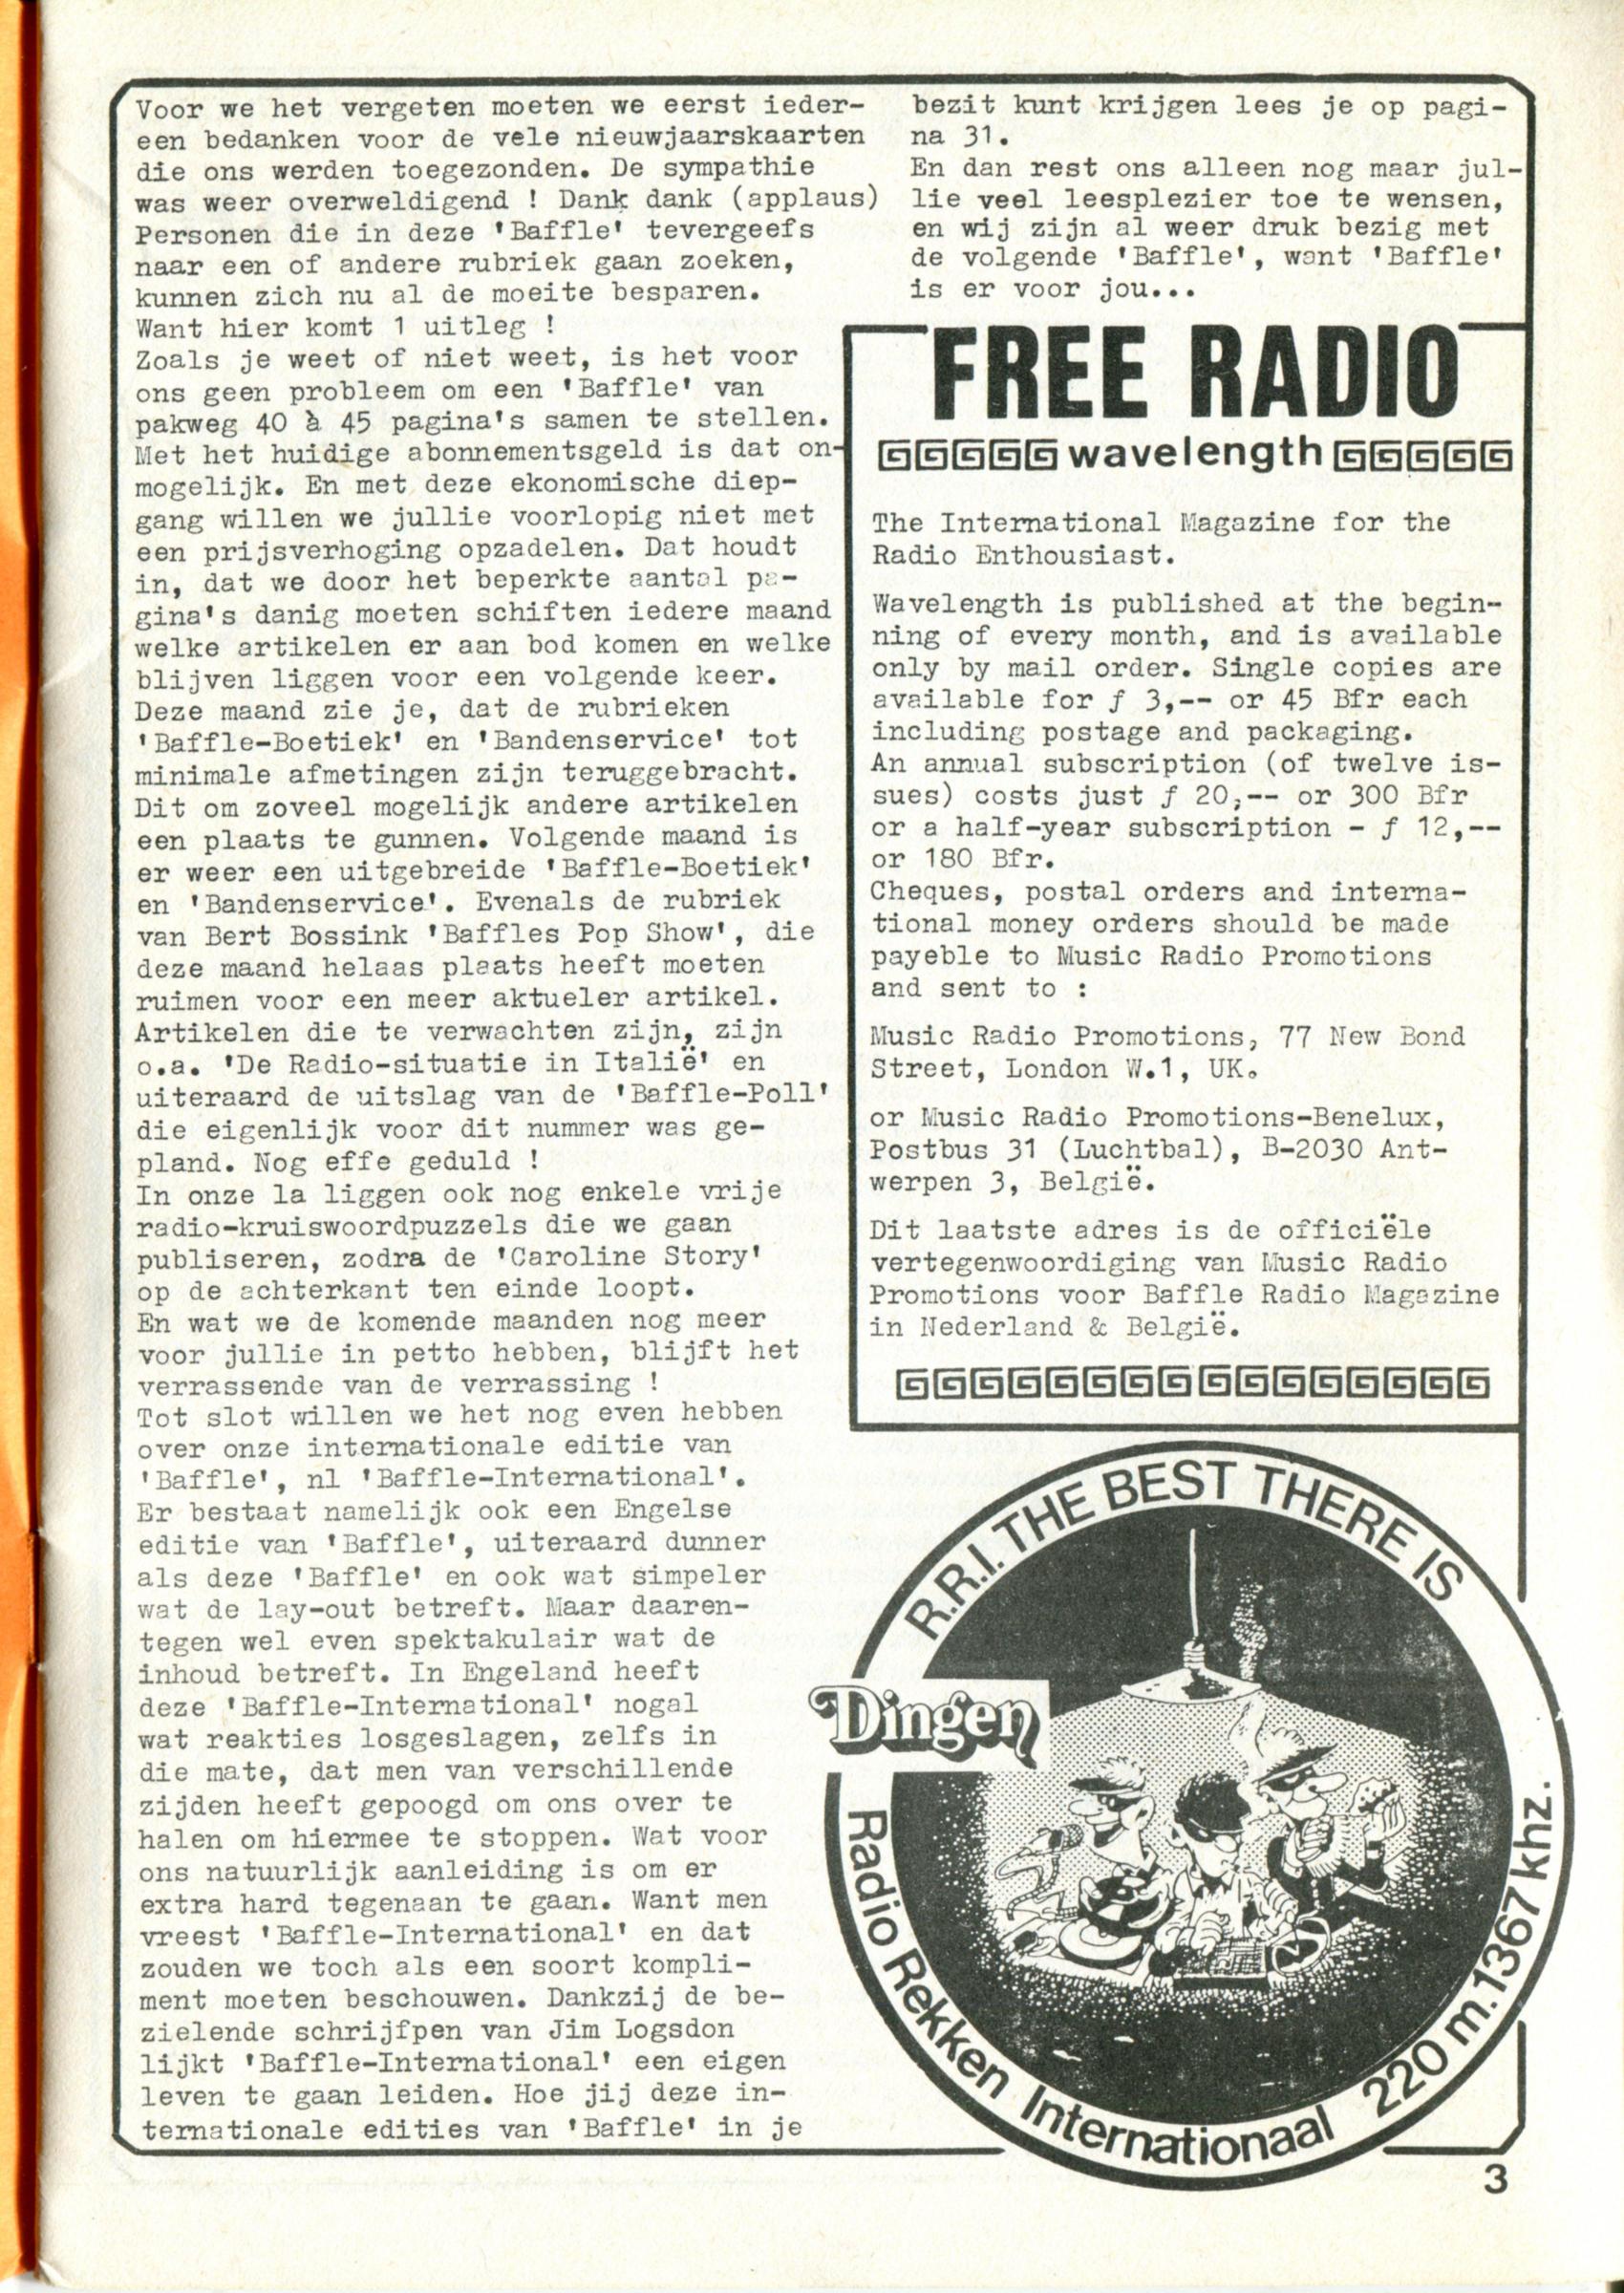 Voor we het vergeten moeten we eerst ieder-
een bedanken voor de vele nieuwjaarskaarten
die ons werden toegezonden. De sympathie
was weer overweldigend ! Dank dank (applaus)
Personen die in deze 'Baffle' tevergeefs
naar een of andere rubriek gaan zoeken,
kunnen zich nu al de moeite besparen.
Want hier komt 1 uitleg !
Zoals je weet of niet weet, is het voor
ons geen probleem om een 'Baffle' van
pakweg 40 à 45 pagina's samen te stellen.
Met het huidige abonnementsgeld is dat on-
mogelijk. En met deze ekonomische diep-
gang willen we jullie voorlopig niet met
een prijsverhoging opzadelen. Dat houdt
in, dat we door het beperkte aantal pa-
gina's danig moeten schiften iedere maand
welke artikelen er aan bod komen en welke
blijven liggen voor een volgende keer.
Deze maand zie je, dat de rubrieken
'Baffle-Boetiek' en 'Bandenservice' tot
minimale afmetingen zijn teruggebracht.
Dit om zoveel mogelijk andere artikelen
een plaats te gunnen. Volgende maand is
er weer een uitgebreide 'Baffle-Boetiek'
en 'Bandenservice'. Evenals de rubriek
van Bert Bossink 'Baffles Pop Show', die
deze maand helaas plaats heeft moeten
ruimen voor een meer aktueler artikel.
Artikelen die te verwachten zijn, zijn
o.a. 'De Radio-situatie in Italië' en
uiteraard de uitslag van de 'Baffle-Poll'
die eigenlijk voor dit nummer was ge-
pland. Nog effe geduld !
In onze la liggen ook nog enkele vrije
radio-kruiswoordpuzzels die we gaan
publiseren, zodra de 'Caroline Story'
op de achterkant ten einde loopt.
En wat we de komende maanden nog meer
voor jullie in petto hebben, blijft het
verrassende van de verrassing !
Tot slot willen we het nog even hebben
over onze internationale editie van
'Baffle', nl 'Baffle-International'.
Er bestaat namelijk ook een Engelse
editie van 'Baffle', uiteraard dunner
als deze 'Baffle' en ook wat simpeler
wat de lay-out betreft. Maar daaren-
tegen wel even spektakulair wat de
inhoud betreft. In Engeland heeft
deze 'Baffle-International' nogal
wat reakties losgeslagen, zelfs in
die mate, dat men van verschillende
zijden heeft gepoogd om ons over te
halen om hiermee te stoppen. Wat voor
ons natuurlijk aanleiding is om er
extra hard tegenaan te gaan. Want men
vreest 'Baffle-International' en dat
zouden we toch als een soort kompli-
ment moeten beschouwen. Dankzij de be-
zielende schrijfpen van Jim Logsdon
lijkt 'Baffle-International' een eigen
leven te gaan leiden. Hoe jij deze in-
ternationale edities van 'Baffle' in je
bezit kunt krijgen lees je op pagi-
na 31.
En dan rest ons alleen nog maar jul-
lie veel leesplezier toe te wensen,
en wij zijn al weer druk bezig met
de volgende 'Baffle', want 'Baffle'
is er voor jou...
FREE RADIO
wavelength
The International Magazine for the
Radio Enthousiast.
Wavelength is published at the begin-
ning of every month, and is available
only by mail order. Single copies are
available for ƒ 3,-- or 45 Bfr each
including postage and packaging.
An annual subscription (of twelve is-
sues) costs just ƒ 20,-- or 300 Bfr
or a half-year subscription - ƒ 12,--
or 180 Bfr.
Cheques, postal orders and interna-
tional money orders should be made
payeble to Music Radio Promotions
and sent to :
Music Radio Promotions, 77 New Bond
Street, London W.1, UK.
or Music Radio Promotions-Benelux,
Postbus 31 (Luchtbal), B-2030 Ant-
werpen 3, België.
Dit laatste adres is de officiële
vertegenwoordiging van Music Radio
Promotions voor Baffle Radio Magazine
in Nederland & België.
R.R.I. THE BEST THERE IS
Dingen
Radio Rekken Internationaal 220 m. 1367 khz.
3